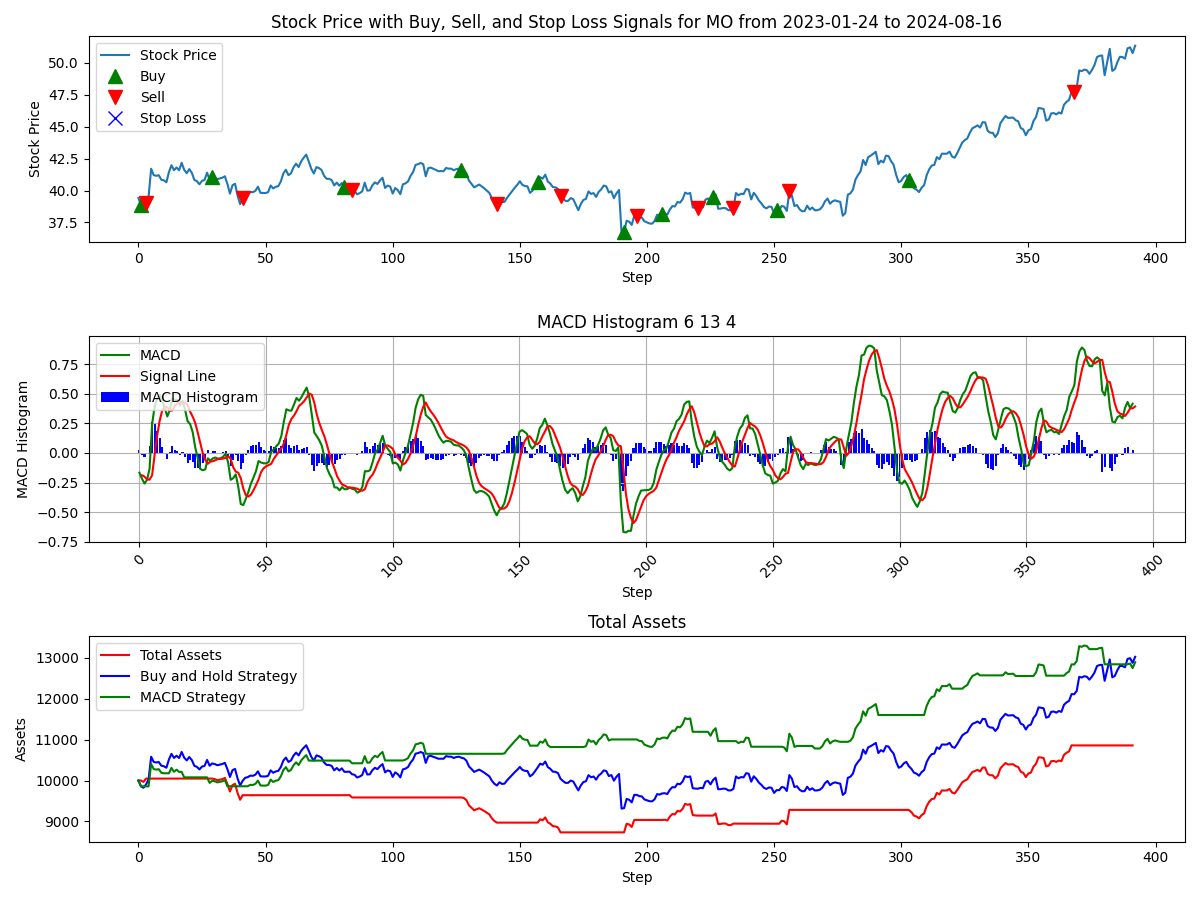 Stock Price with Buy, Sell, and Stop Loss Signals for MO from 2023-01-24 to 2024-08-16
Stock Price
Buy
Sell
Stop Loss
50.0
47.5
45.0
42.5
40.0
37.5
Stock Price
0 50 100 150 200 250 300 350 400
Step
MACD Histogram 6 13 4
MACD
Signal Line
MACD Histogram
0.75
0.50
0.25
0.00
−0.25
−0.50
−0.75
MACD Histogram
0 50 100 150 200 250 300 350 400
Step
Total Assets
Total Assets
Buy and Hold Strategy
MACD Strategy
13000
12000
11000
10000
9000
Assets
0 50 100 150 200 250 300 350 400
Step